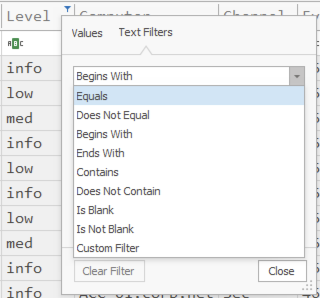 Level Computer Channel
Values Text Filters
ABC
Begins With
info
Equals
low
Does Not Equal
med
Begins With
info
Ends With
low
Contains
info
Does Not Contain
info
Is Blank
low
Is Not Blank
med
Custom Filter
info
Clear Filter Close
info